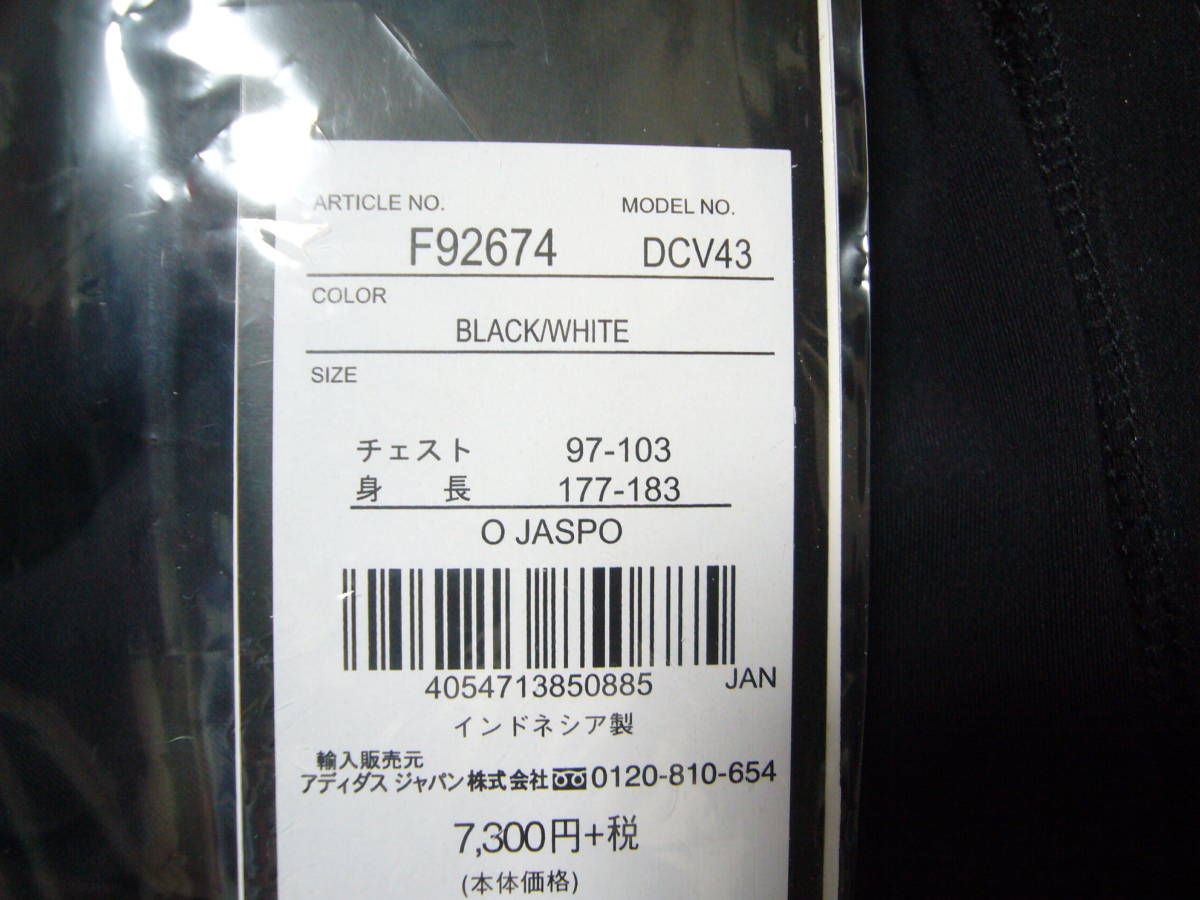 ARTICLE NO. MODEL NO.
F92674 DCV43
COLOR
BLACK/WHITE
SIZE
チェスト 97-103
身 長 177-183
O JASPO
4054713850885 JAN
インドネシア製
輸入販売元
アディダス ジャパン株式会社 0120-810-654
7,300円+税
(本体価格)